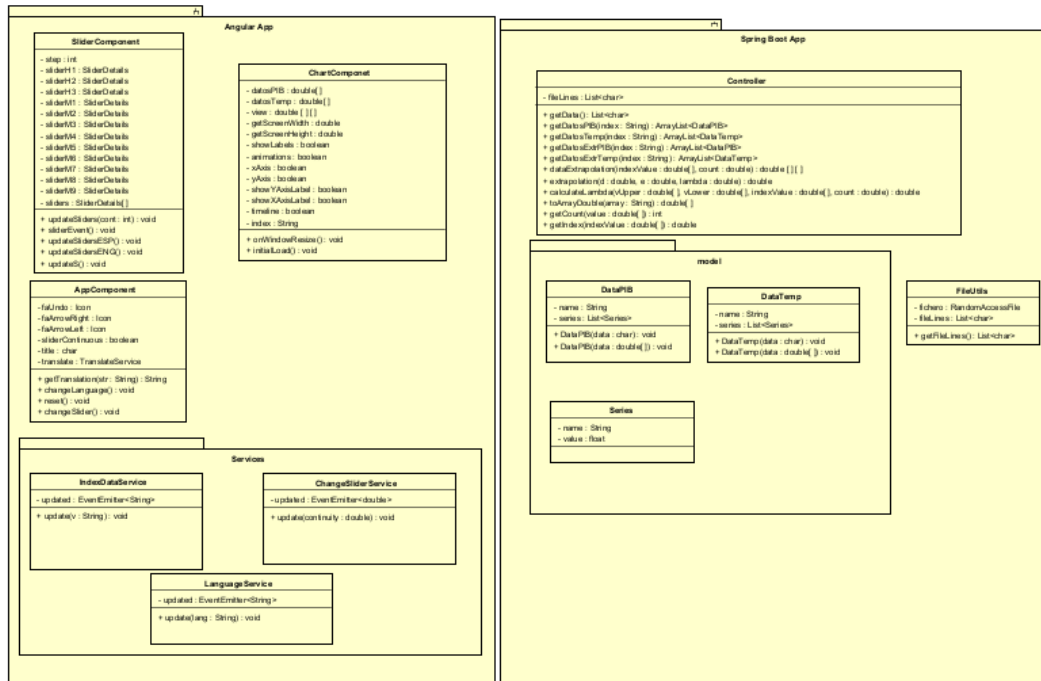 Angular App
SliderComponent
- step : int
- sliderH1 : SliderDetails
- sliderH2 : SliderDetails
- sliderH3 : SliderDetails
- sliderM1 : SliderDetails
- sliderM2 : SliderDetails
- sliderM3 : SliderDetails
- sliderM4 : SliderDetails
- sliderM5 : SliderDetails
- sliderM6 : SliderDetails
- sliderM7 : SliderDetails
- sliderM8 : SliderDetails
- sliderM9 : SliderDetails
- sliders : SliderDetails[ ]
+ updateSliders(cont : int) : void
+ sliderEvent() : void
+ updateSlidersESP() : void
+ updateSlidersENG() : void
+ updateS() : void
ChartComponet
- datosPIB : double[ ]
- datosTemp : double[ ]
- view : double [ ] [ ]
- getScreenWidth : double
- getScreenHeight : double
- showLabels : boolean
- animations : boolean
- xAxis : boolean
- yAxis : boolean
- showYAxisLabel : boolean
- showXAxisLabel : boolean
- timeline : boolean
- index : String
+ onWindowResize() : void
+ initialLoad() : void
AppComponent
- faUndo : Icon
- faArrowRight : Icon
- faArrowLeft : Icon
- sliderContinuous : boolean
- title : char
- translate : TranslateService
+ getTranslation(str : String) : String
+ changeLanguage() : void
+ reset() : void
+ changeSlider() : void
Services
IndexDataService
- updated : EventEmitter<String>
+ update(v : String) : void
ChangeSliderService
- updated : EventEmitter<double>
+ update(continuity : double) : void
LanguageService
- updated : EventEmitter<String>
+ update(lang : String) : void
Spring Boot App
Controller
- fileLines : List<char>
+ getData() : List<char>
+ getDatosPIB(index : String) : ArrayList<DataPIB>
+ getDatosTemp(index : String) : ArrayList<DataTemp>
+ getDatosExtrPIB(index : String) : ArrayList<DataPIB>
+ getDatosExtrTemp(index : String) : ArrayList<DataTemp>
+ dataExtrapolation(indexValue : double[ ], count : double) : double [ ] [ ]
+ extrapolation(d : double, e : double, lambda : double) : double
+ calculateLambda(vUpper : double[ ], vLower : double[ ], indexValue : double[ ], count : double) : double
+ toArrayDouble(array : String) : double[ ]
+ getCount(value : double[ ]) : int
+ getIndex(indexValue : double[ ]) : double
model
DataPIB
- name : String
- series : List<Series>
+ DataPIB(data : char) : void
+ DataPIB(data : double[ ]) : void
DataTemp
- name : String
- series : List<Series>
+ DataTemp(data : char) : void
+ DataTemp(data : double[ ]) : void
Series
- name : String
- value : float
FileUtils
- fichero : RandomAccessFile
- fileLines : List<char>
+ getFileLines() : List<char>